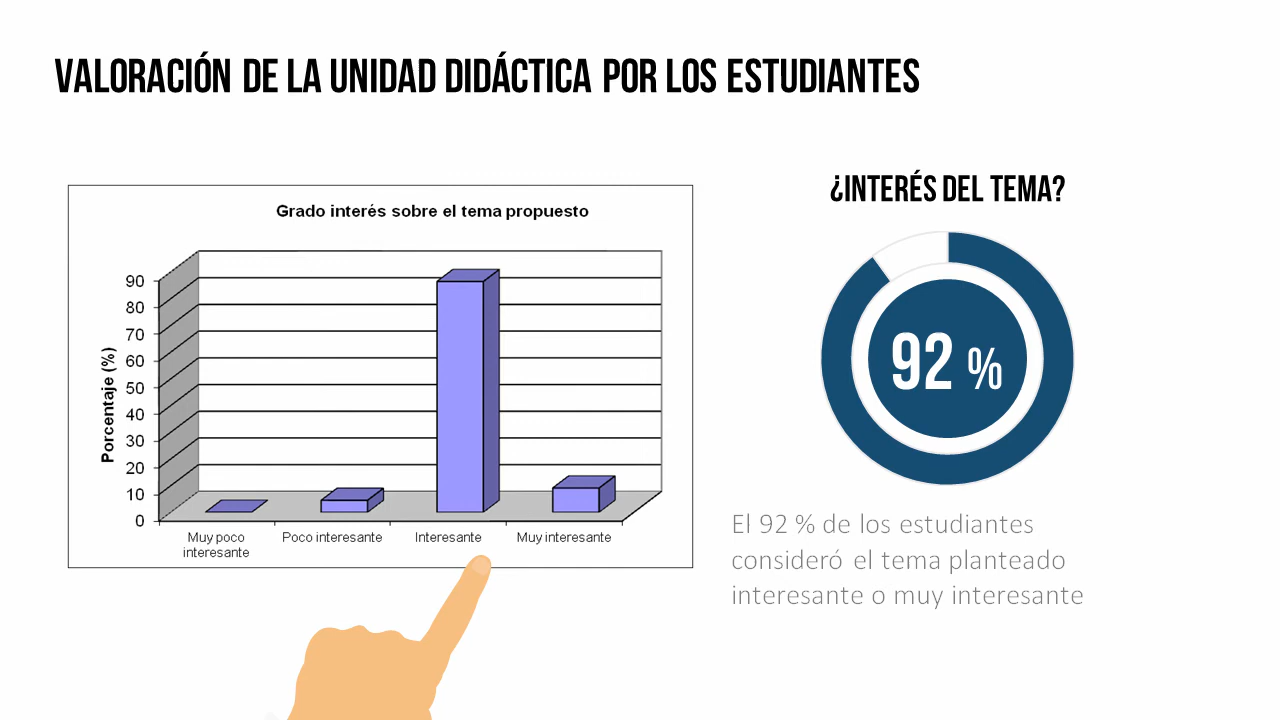 VALORACIÓN DE LA UNIDAD DIDÁCTICA POR LOS ESTUDIANTES
Grado interés sobre el tema propuesto
Porcentaje (%)
90
80
70
60
50
40
30
20
10
0
Muy poco
interesante
Poco interesante
Interesante
Muy interesante
¿INTERÉS DEL TEMA?
92 %
El 92 % de los estudiantes
consideró el tema planteado
interesante o muy interesante